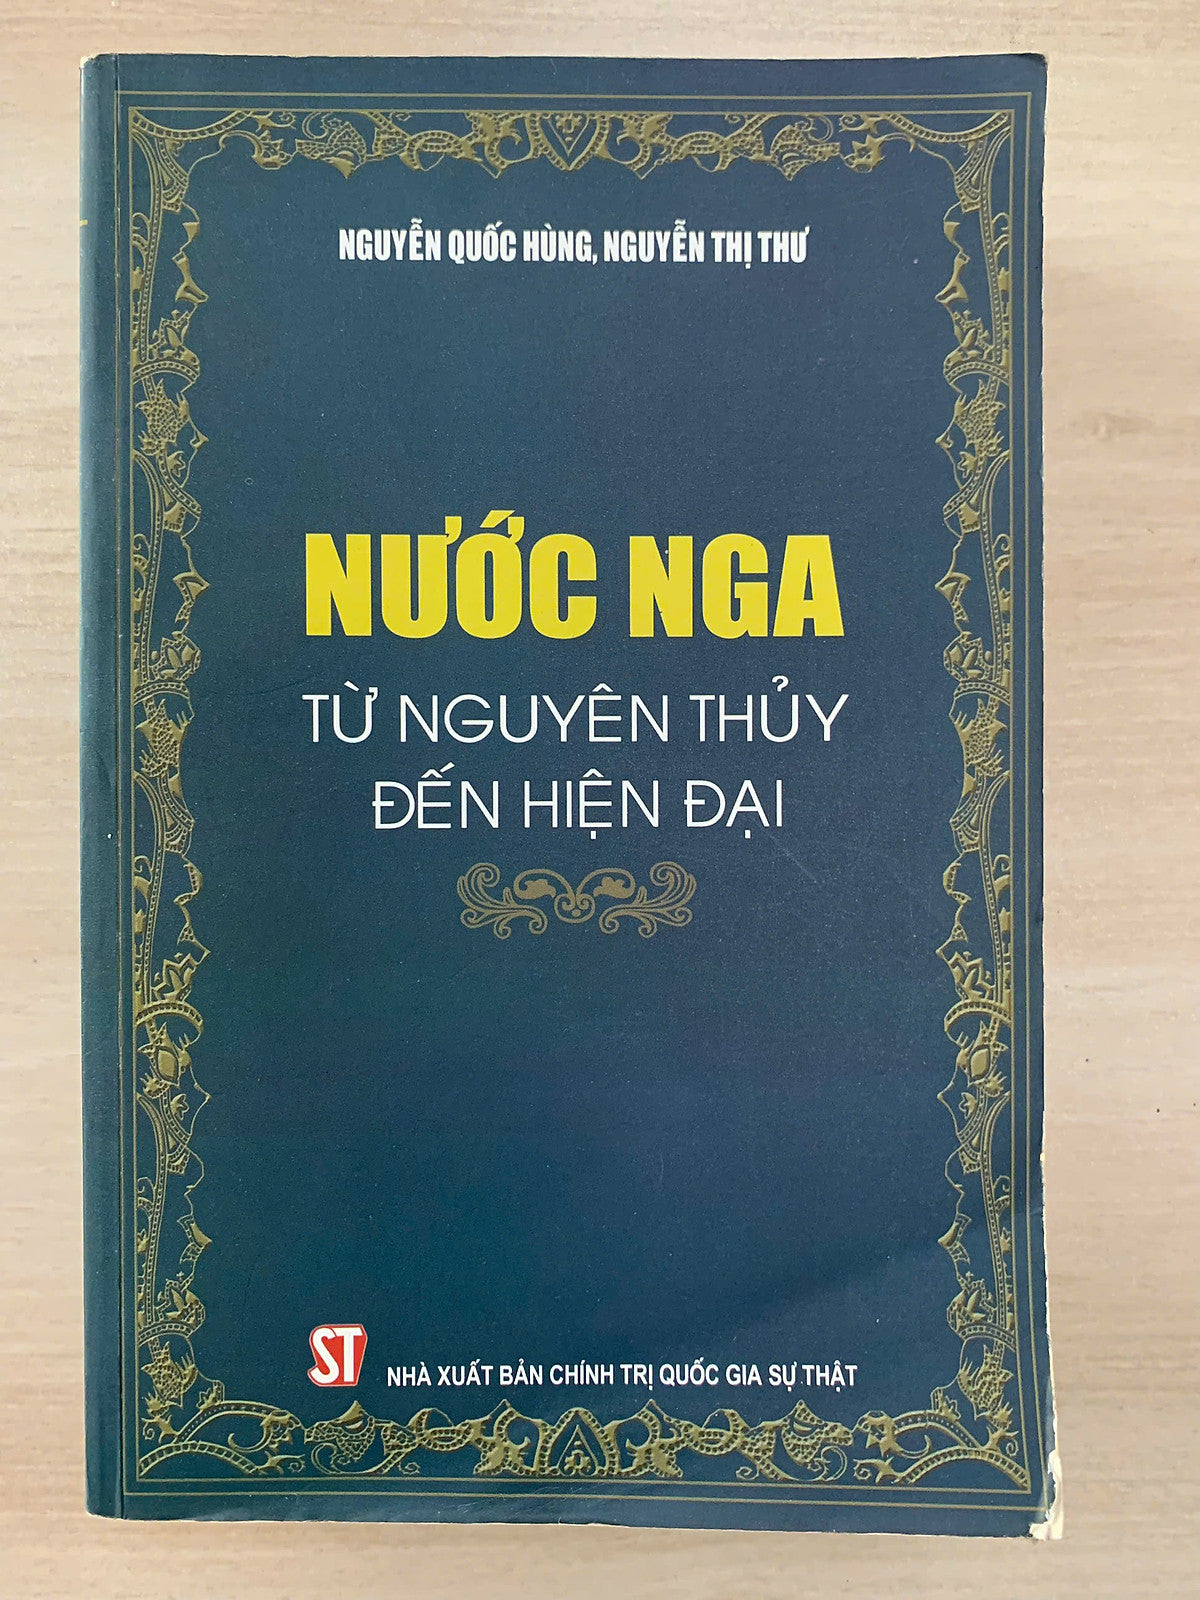 NGUYỄN QUỐC HÙNG, NGUYỄN THỊ THƯ
NƯỚC NGA
TỪ NGUYÊN THỦY
ĐẾN HIỆN ĐẠI
ST
NHÀ XUẤT BẢN CHÍNH TRỊ QUỐC GIA SỰ THẬT